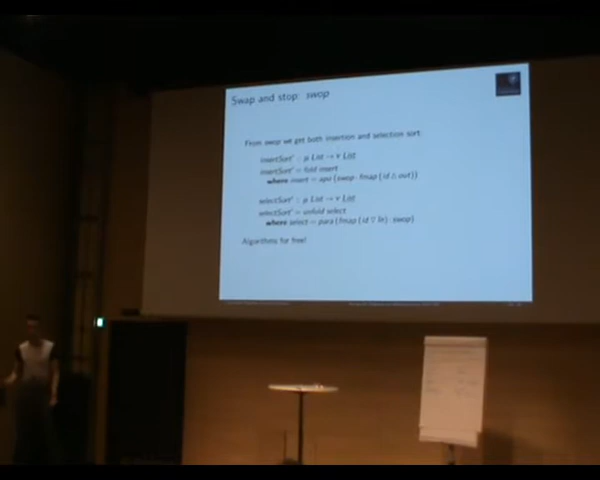 Swap and stop: swop
From swop we get both insertion and selection sort:
insertSort' : μ List → ν List
insertSort' = fold insert
where insert = apo (swop · fmap (id △ out))
selectSort' : μ List → ν List
selectSort' = unfold select
where select = para (fmap (id ▽ In) · swop)
Algorithms for free!